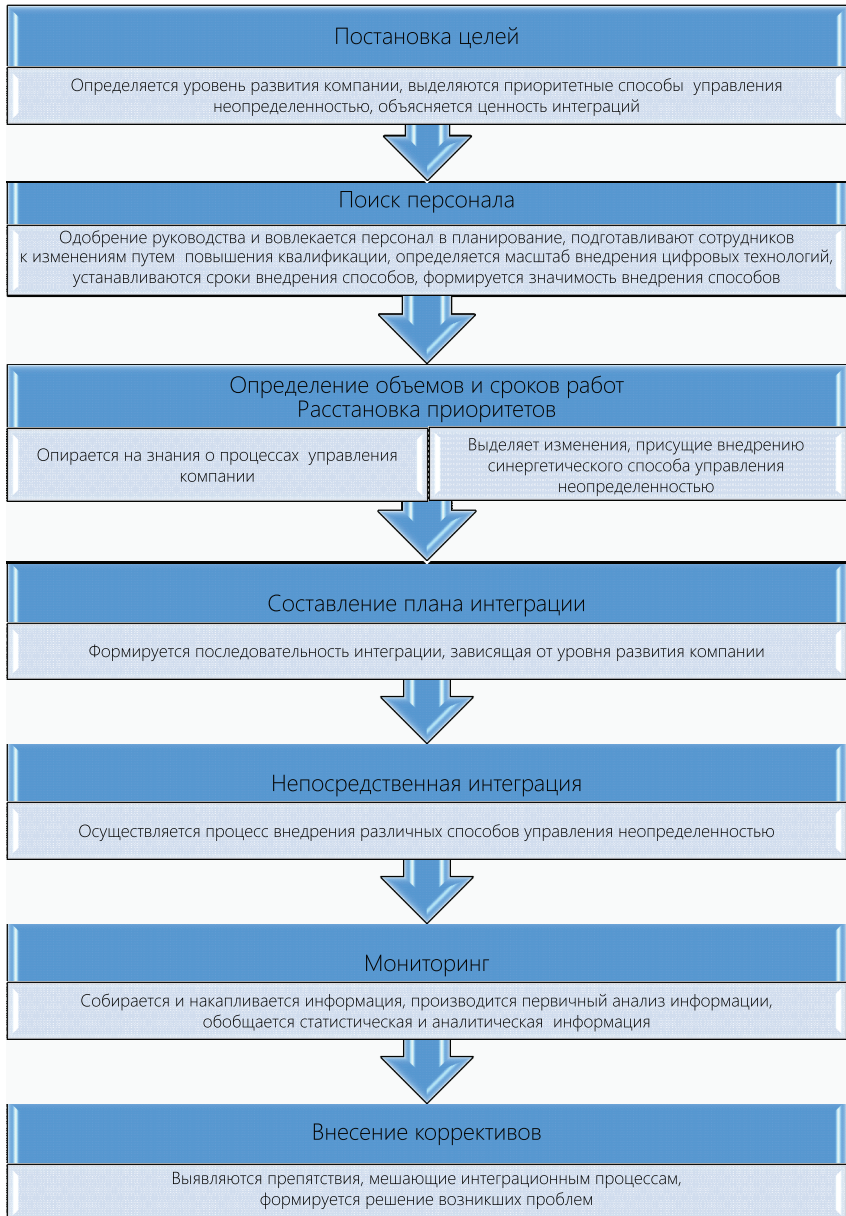 Постановка целей
Определяется уровень развития компании, выделяются приоритетные способы управления
неопределенностью, объясняется ценность интеграций
Поиск персонала
Одобрение руководства и вовлекается персонал в планирование, подготавливают сотрудников
к изменениям путем повышения квалификации, определяется масштаб внедрения цифровых технологий,
устанавливаются сроки внедрения способов, формируется значимость внедрения способов
Определение объемов и сроков работ
Расстановка приоритетов
Опирается на знания о процессах управления
компании
Выделяет изменения, присущие внедрению
синергетического способа управления
неопределенностью
Составление плана интеграции
Формируется последовательность интеграции, зависящая от уровня развития компании
Непосредственная интеграция
Осуществляется процесс внедрения различных способов управления неопределенностью
Мониторинг
Собирается и накапливается информация, производится первичный анализ информации,
обобщается статистическая и аналитическая информация
Внесение коррективов
Выявляются препятствия, мешающие интеграционным процессам,
формируется решение возникших проблем